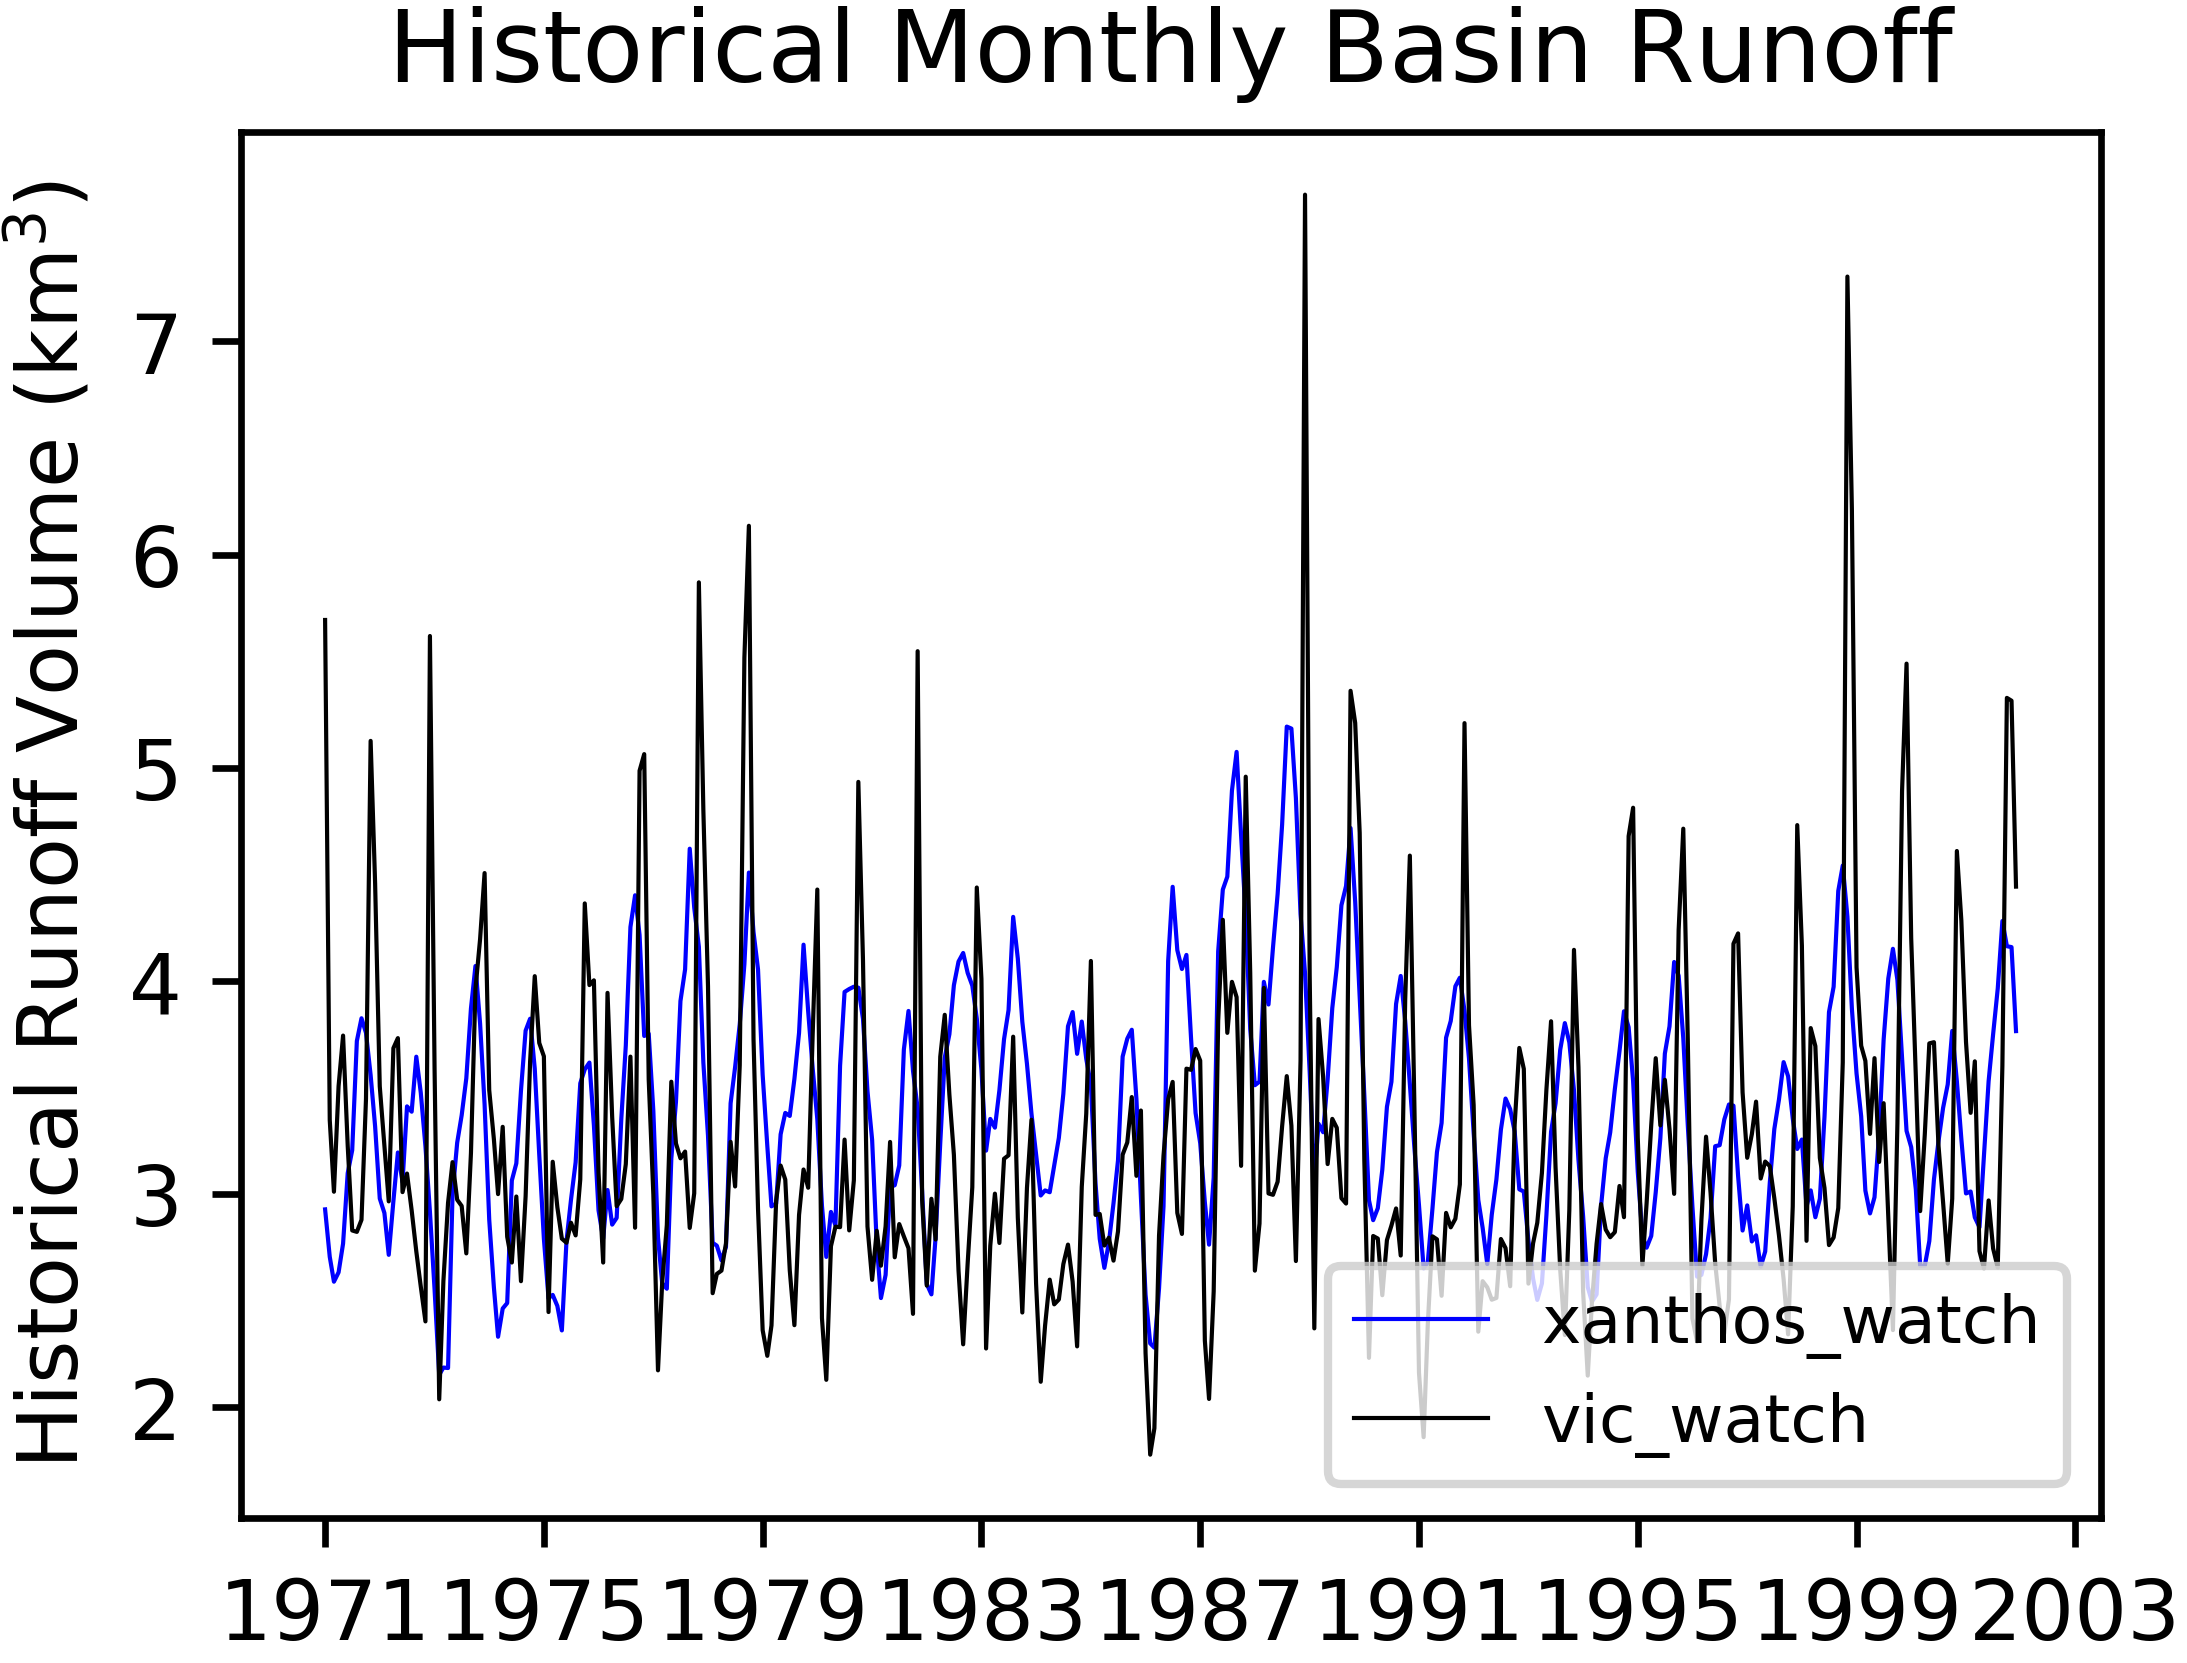 Historical Monthly Basin Runoff
Historical Runoff Volume (km³)
7
6
5
4
3
2
xanthos_watch
vic_watch
1971 1975 1979 1983 1987 1991 1995 1999 2003